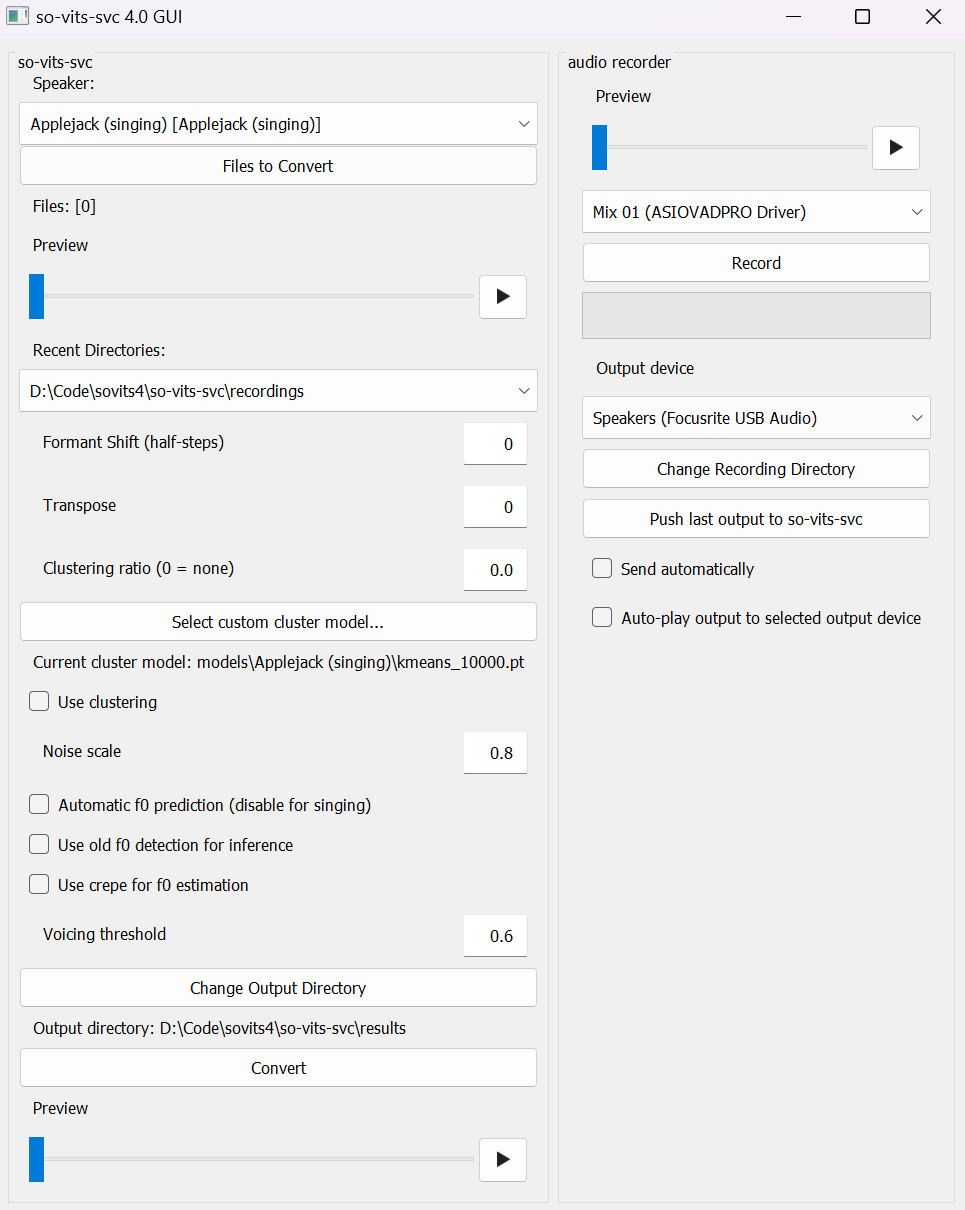 so-vits-svc 4.0 GUI
so-vits-svc
Speaker:
Applejack (singing) [Applejack (singing)]
Files to Convert
Files: [0]
Preview
Recent Directories:
D:\Code\sovits4\so-vits-svc\recordings
Formant Shift (half-steps)
0
Transpose
0
Clustering ratio (0 = none)
0.0
Select custom cluster model...
Current cluster model: models\Applejack (singing)\kmeans_10000.pt
Use clustering
Noise scale
0.8
Automatic f0 prediction (disable for singing)
Use old f0 detection for inference
Use crepe for f0 estimation
Voicing threshold
0.6
Change Output Directory
Output directory: D:\Code\sovits4\so-vits-svc\results
Convert
Preview
audio recorder
Preview
Mix 01 (ASIOVADPRO Driver)
Record
Output device
Speakers (Focusrite USB Audio)
Change Recording Directory
Push last output to so-vits-svc
Send automatically
Auto-play output to selected output device